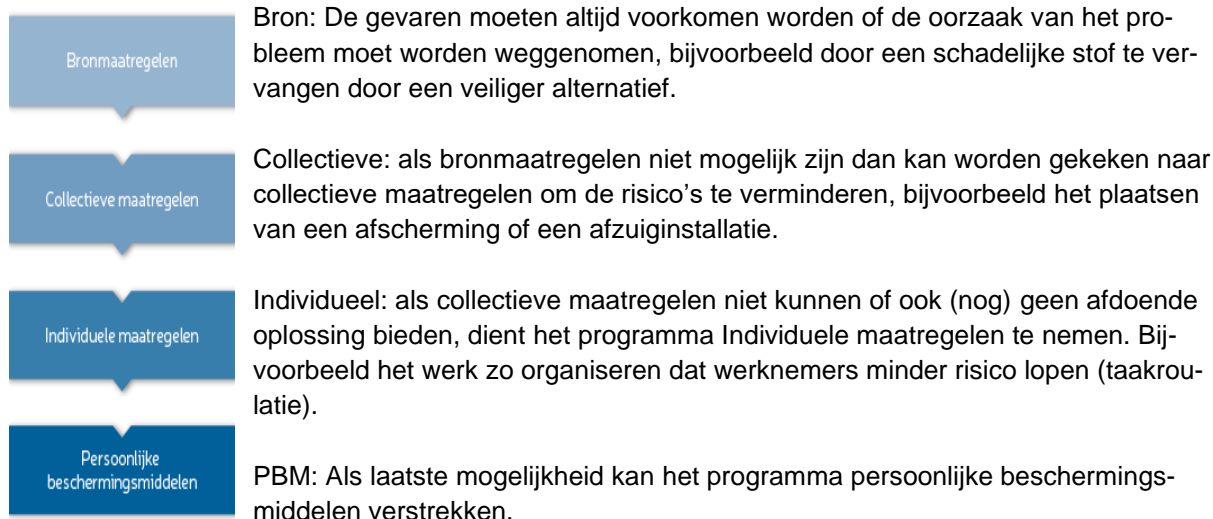 Bronmaatregelen
Bron: De gevaren moeten altijd voorkomen worden of de oorzaak van het pro-
bleem moet worden weggenomen, bijvoorbeeld door een schadelijke stof te ver-
vangen door een veiliger alternatief.
Collectieve maatregelen
Collectieve: als bronmaatregelen niet mogelijk zijn dan kan worden gekeken naar
collectieve maatregelen om de risico’s te verminderen, bijvoorbeeld het plaatsen
van een afscherming of een afzuiginstallatie.
Individuele maatregelen
Individueel: als collectieve maatregelen niet kunnen of ook (nog) geen afdoende
oplossing bieden, dient het programma Individuele maatregelen te nemen. Bij-
voorbeeld het werk zo organiseren dat werknemers minder risico lopen (taakrou-
latie).
Persoonlijke
beschermingsmiddelen
PBM: Als laatste mogelijkheid kan het programma persoonlijke beschermings-
middelen verstrekken.